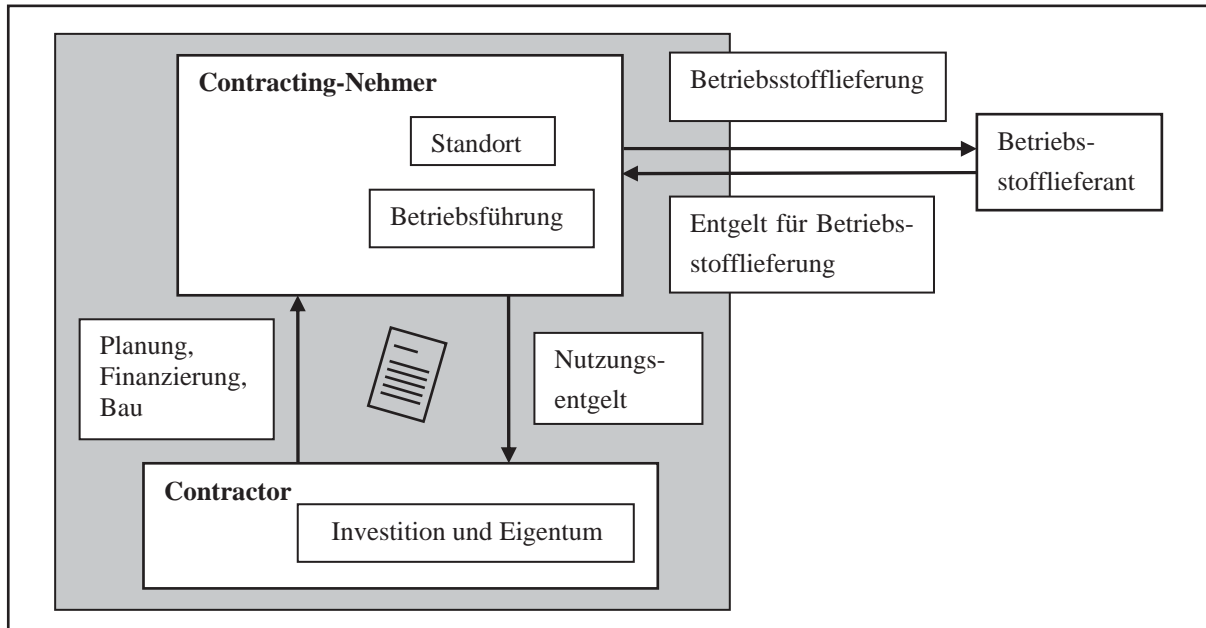 Contracting-Nehmer
Standort
Betriebsführung
Betriebsstofflieferung
Betriebs-
stofflieferant
Entgelt für Betriebs-
stofflieferung
Planung,
Finanzierung,
Bau
Nutzungs-
entgelt
Contractor
Investition und Eigentum